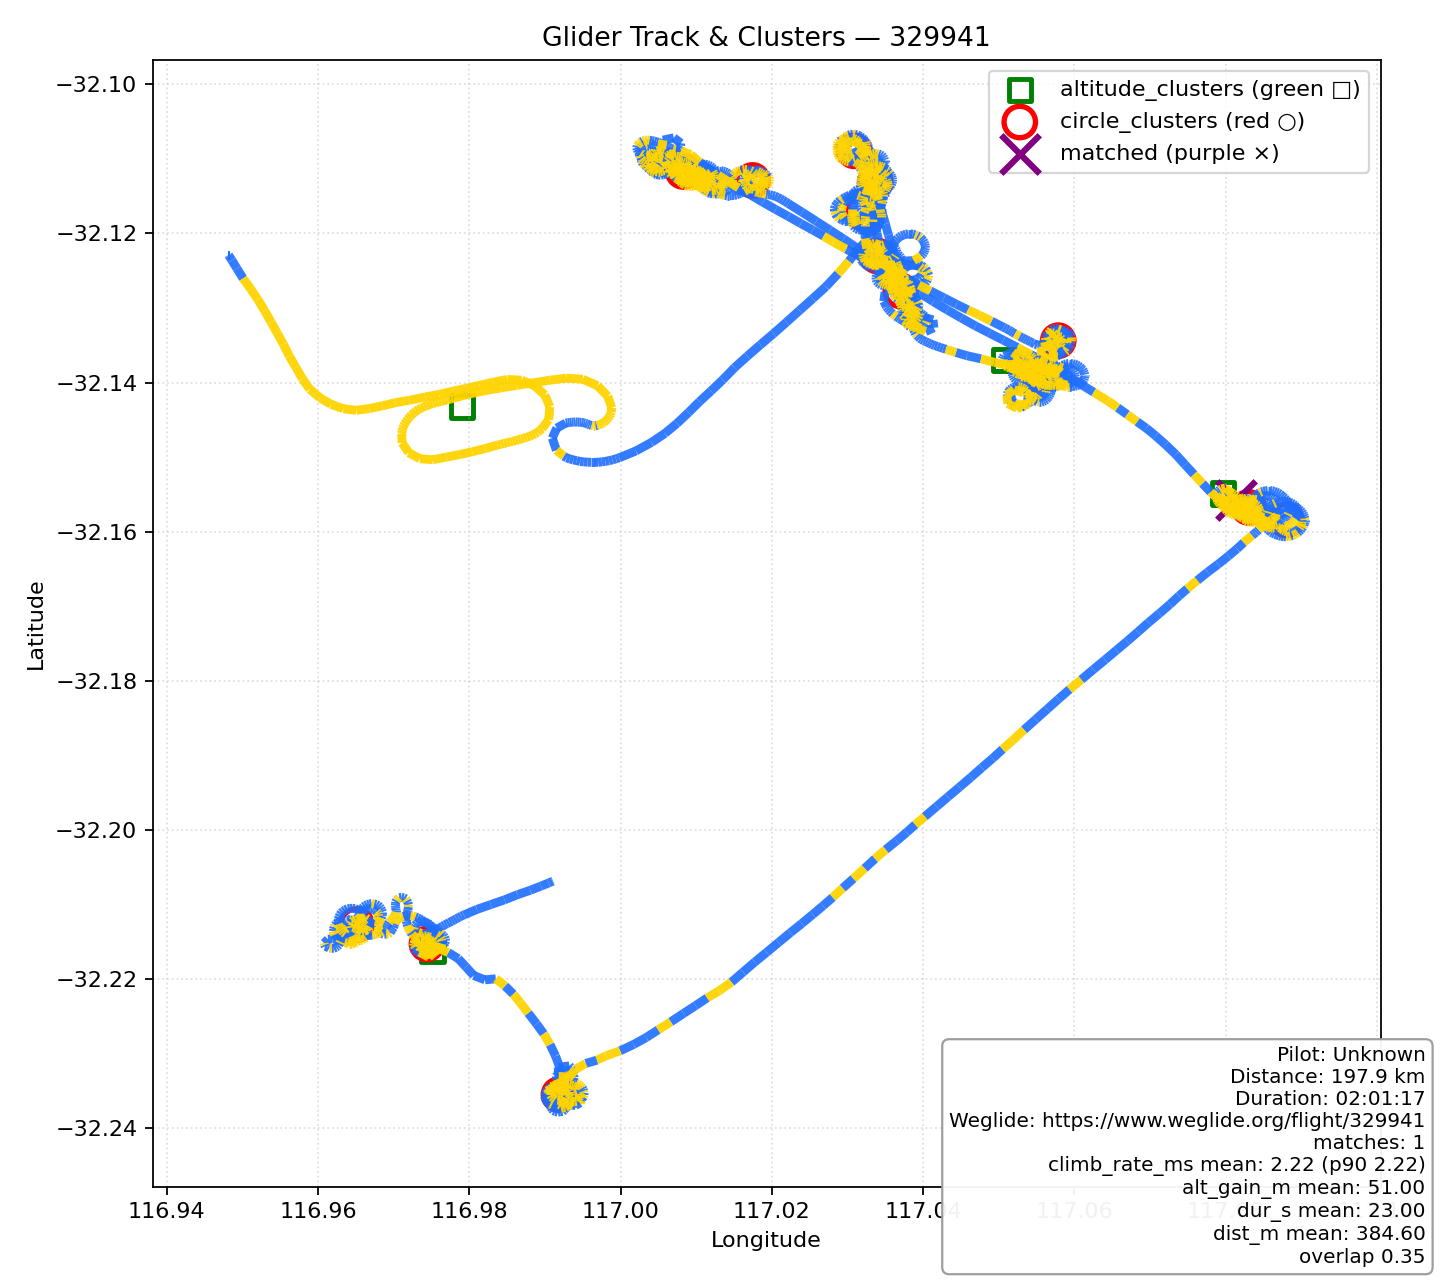 Glider Track & Clusters — 329941
altitude_clusters (green □)
circle_clusters (red ○)
matched (purple ×)
−32.10
−32.12
−32.14
−32.16
−32.18
−32.20
−32.22
−32.24
Latitude
116.94
116.96
116.98
117.00
117.02
117.04
117.06
Longitude
Pilot: Unknown
Distance: 197.9 km
Duration: 02:01:17
Weglide: https://www.weglide.org/flight/329941
matches: 1
climb_rate_ms mean: 2.22 (p90 2.22)
alt_gain_m mean: 51.00
dur_s mean: 23.00
dist_m mean: 384.60
overlap 0.35